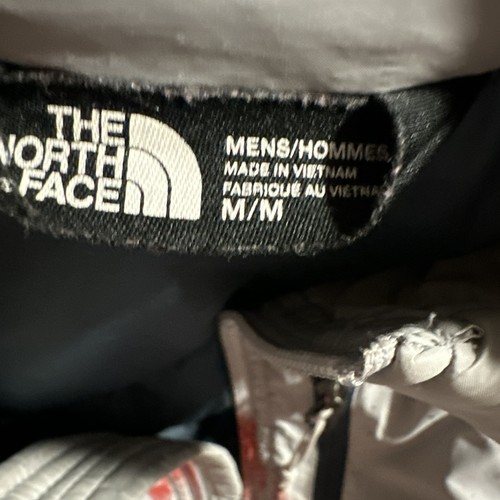 THE
NORTH
FACE
MENS/HOMMES
MADE IN VIETNAM
FABRIQUÉ AU VIETNAM
M/M